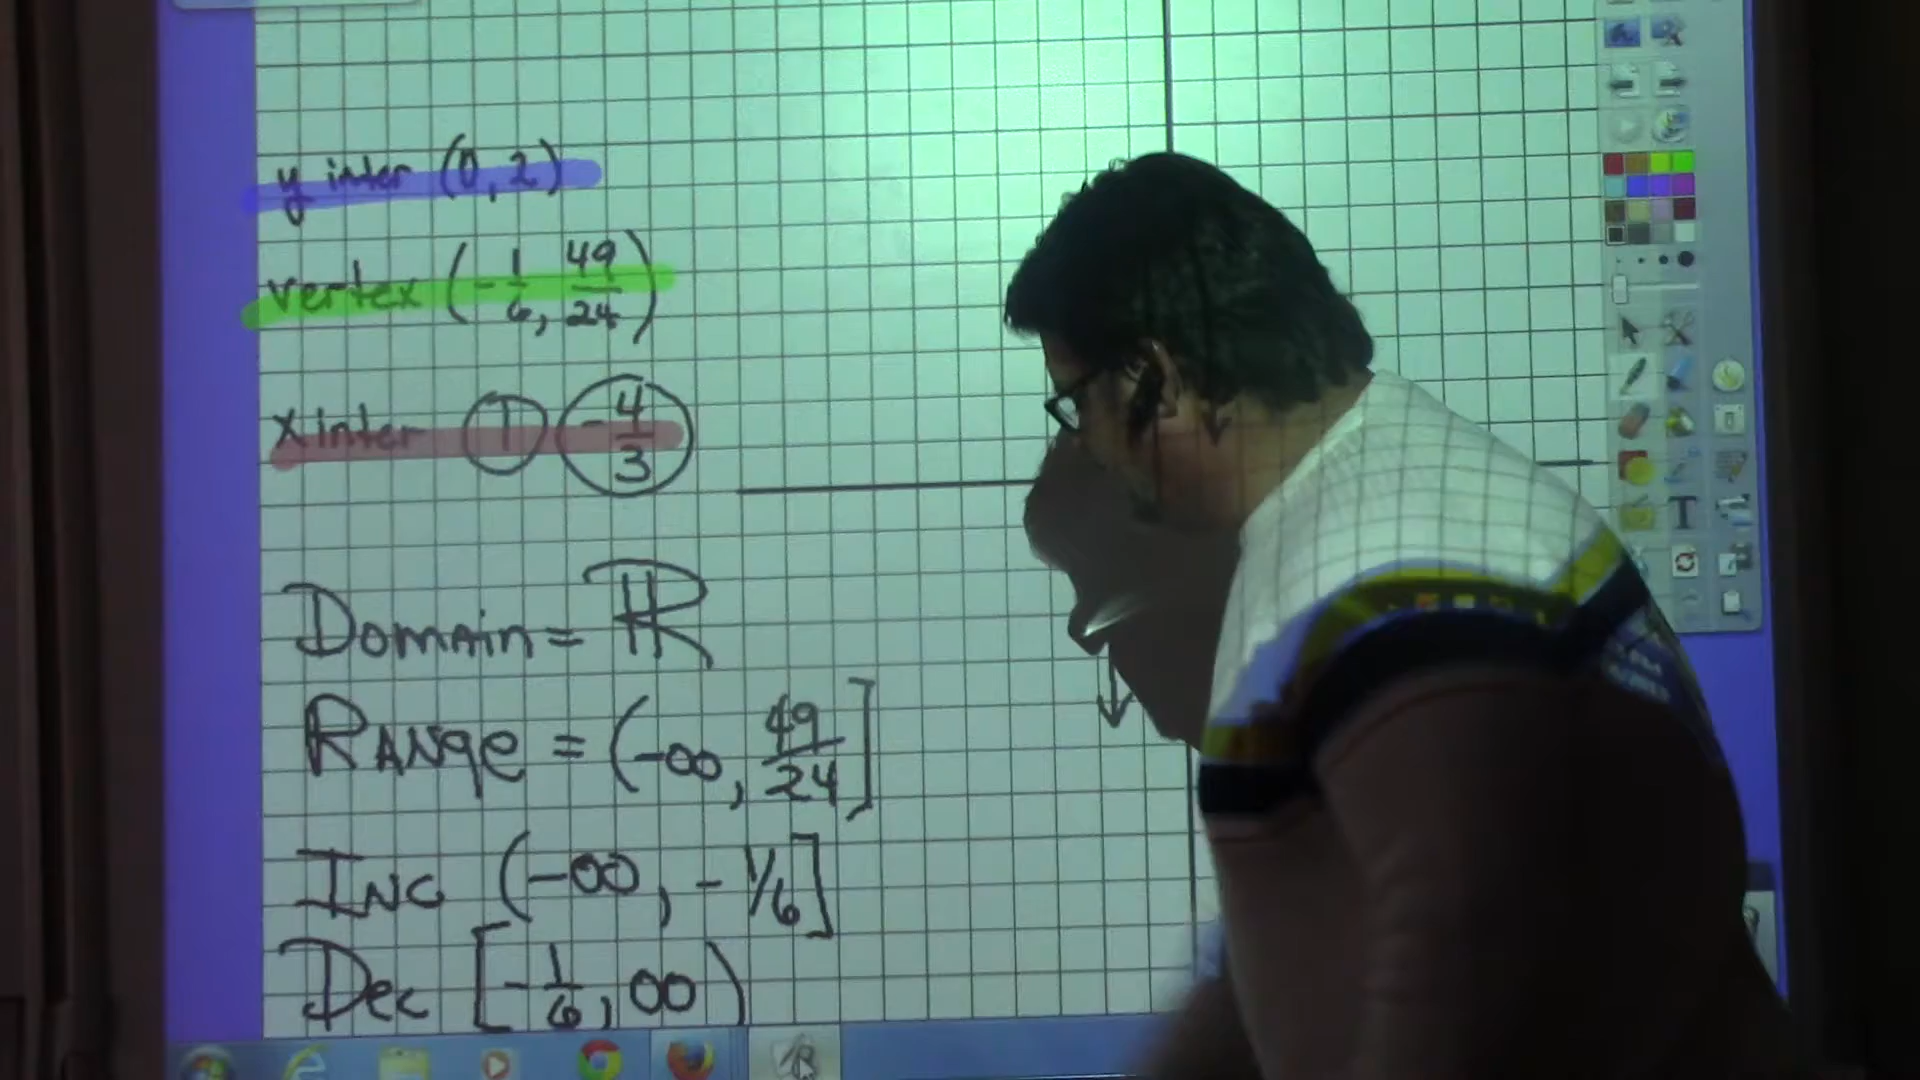 y inter (0, 2)
vertex (-1/6, 49/24)
X inter 1 -4/3
Domain = ℝ
RANge = (-∞, 49/24]
INC (-∞, -1/6]
Dec [-1/6, ∞)
T